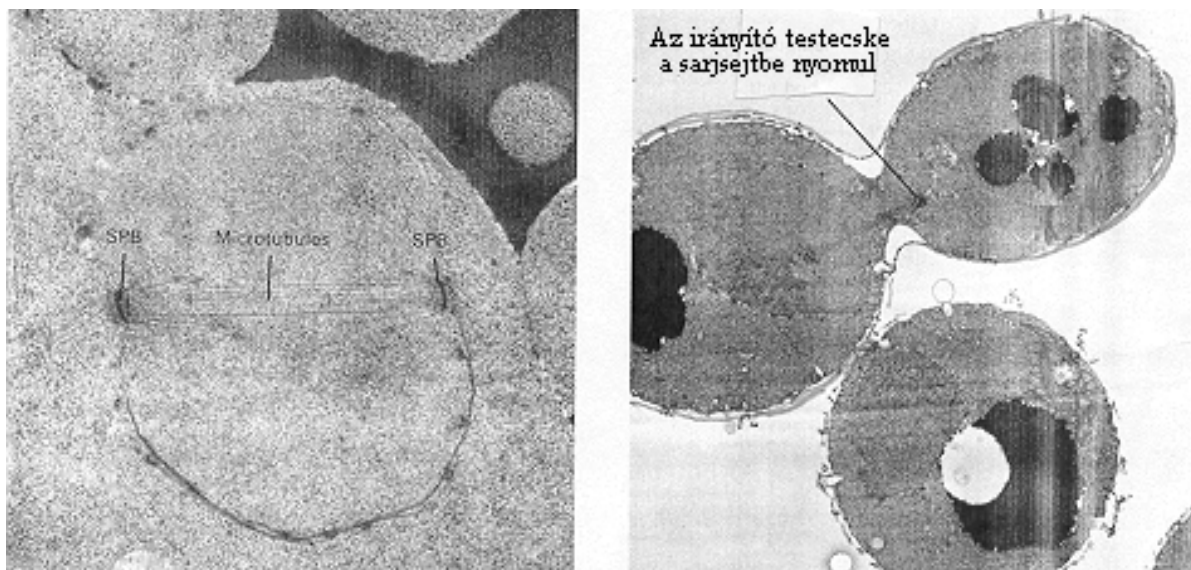 SPB
Microtubules
SPB
Az irányító testecske
a sarjsejtbe nyomul